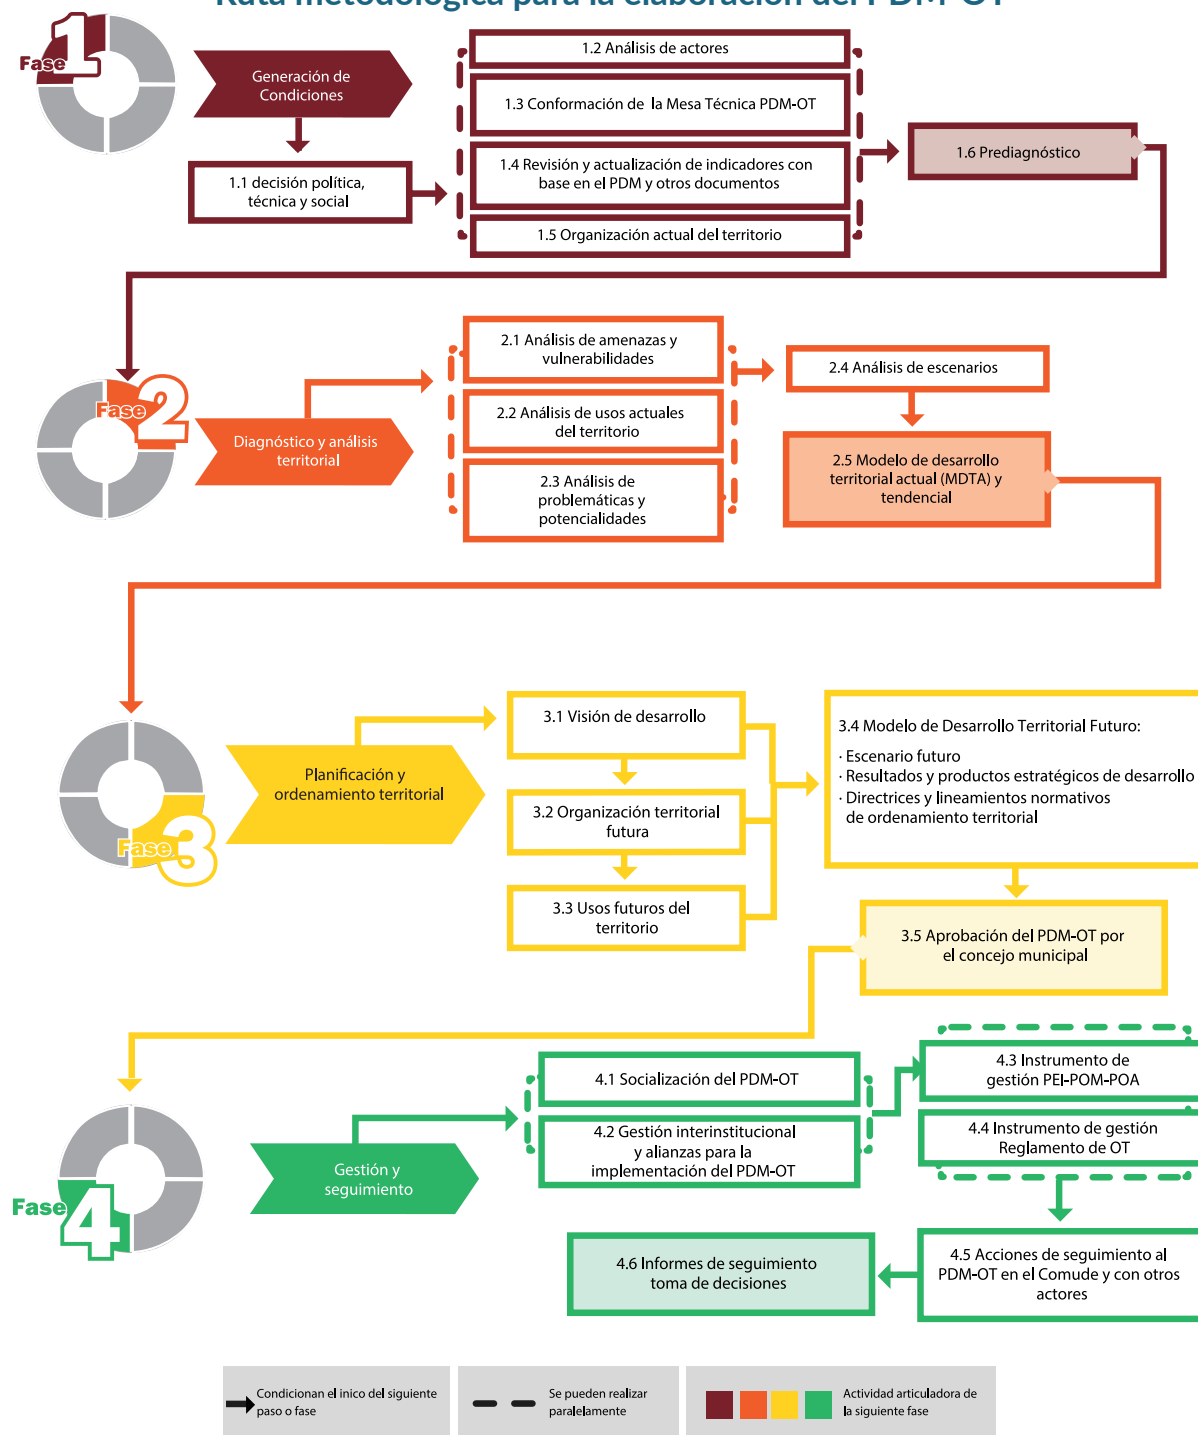 Ruta metodológica para la elaboración del PDM-OT
Fase 1
Generación de
Condiciones
1.1 decisión política,
técnica y social
1.2 Análisis de actores
1.3 Conformación de la Mesa Técnica PDM-OT
1.4 Revisión y actualización de indicadores con
base en el PDM y otros documentos
1.5 Organización actual del territorio
1.6 Prediagnóstico
Fase 2
Diagnóstico y análisis
territorial
2.1 Análisis de amenazas y
vulnerabilidades
2.2 Análisis de usos actuales
del territorio
2.3 Análisis de
problemáticas y
potencialidades
2.4 Análisis de escenarios
2.5 Modelo de desarrollo
territorial actual (MDTA) y
tendencial
Fase 3
Planificación y
ordenamiento territorial
3.1 Visión de desarrollo
3.2 Organización territorial
futura
3.3 Usos futuros del
territorio
3.4 Modelo de Desarrollo Territorial Futuro:
· Escenario futuro
· Resultados y productos estratégicos de desarrollo
· Directrices y lineamientos normativos
de ordenamiento territorial
3.5 Aprobación del PDM-OT por
el concejo municipal
Fase 4
Gestión y
seguimiento
4.1 Socialización del PDM-OT
4.2 Gestión interinstitucional
y alianzas para la
implementación del PDM-OT
4.3 Instrumento de
gestión PEI-POM-POA
4.4 Instrumento de gestión
Reglamento de OT
4.5 Acciones de seguimiento al
PDM-OT en el Comude y con otros
actores
4.6 Informes de seguimiento
toma de decisiones
Condicionan el inico del siguiente
paso o fase
Se pueden realizar
paralelamente
Actividad articuladora de
la siguiente fase